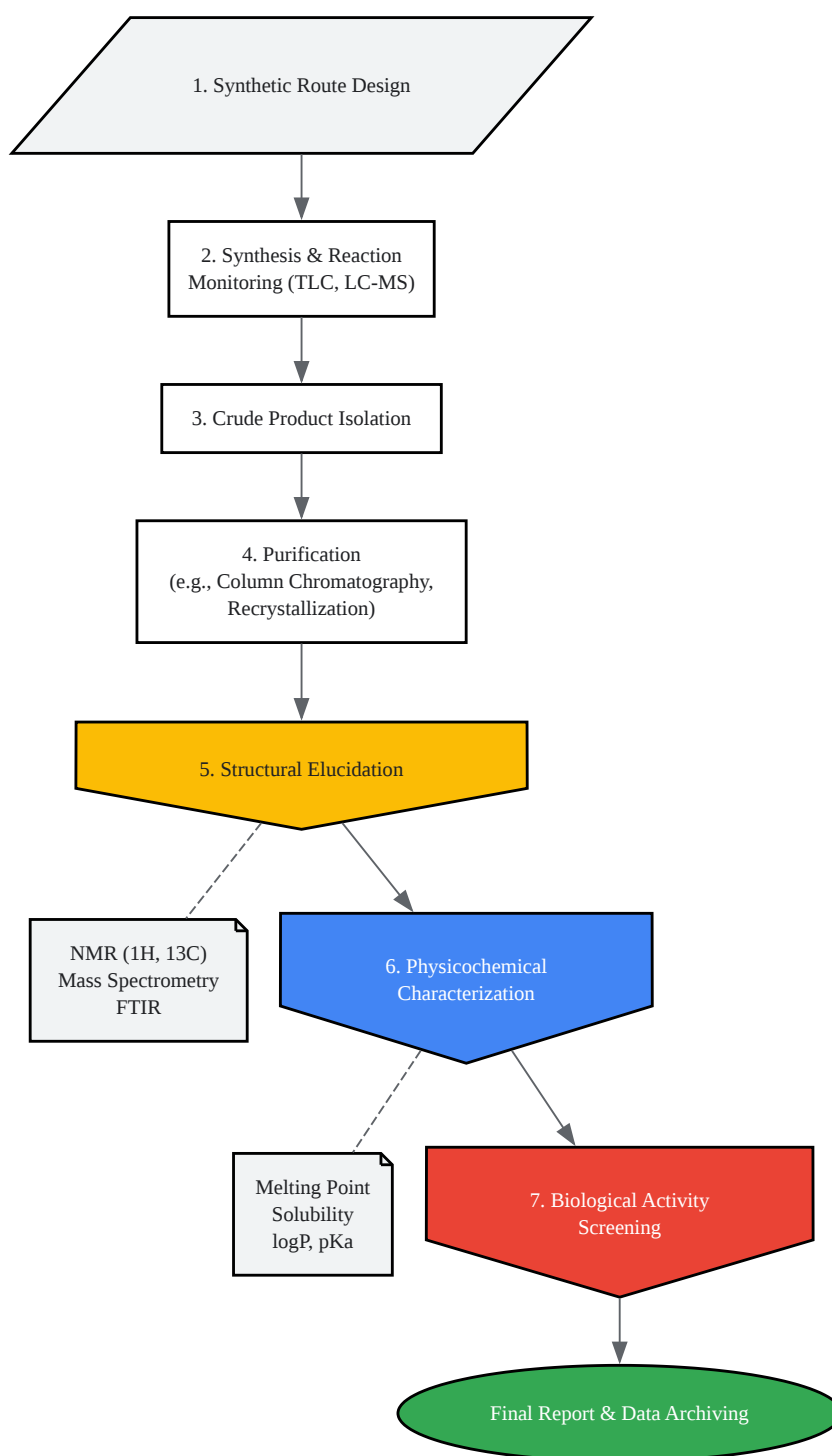 1. Synthetic Route Design
2. Synthesis & Reaction
Monitoring (TLC, LC-MS)
3. Crude Product Isolation
4. Purification
(e.g., Column Chromatography,
Recrystallization)
5. Structural Elucidation
NMR (1H, 13C)
Mass Spectrometry
FTIR
6. Physicochemical
Characterization
Melting Point
Solubility
logP, pKa
7. Biological Activity
Screening
Final Report & Data Archiving